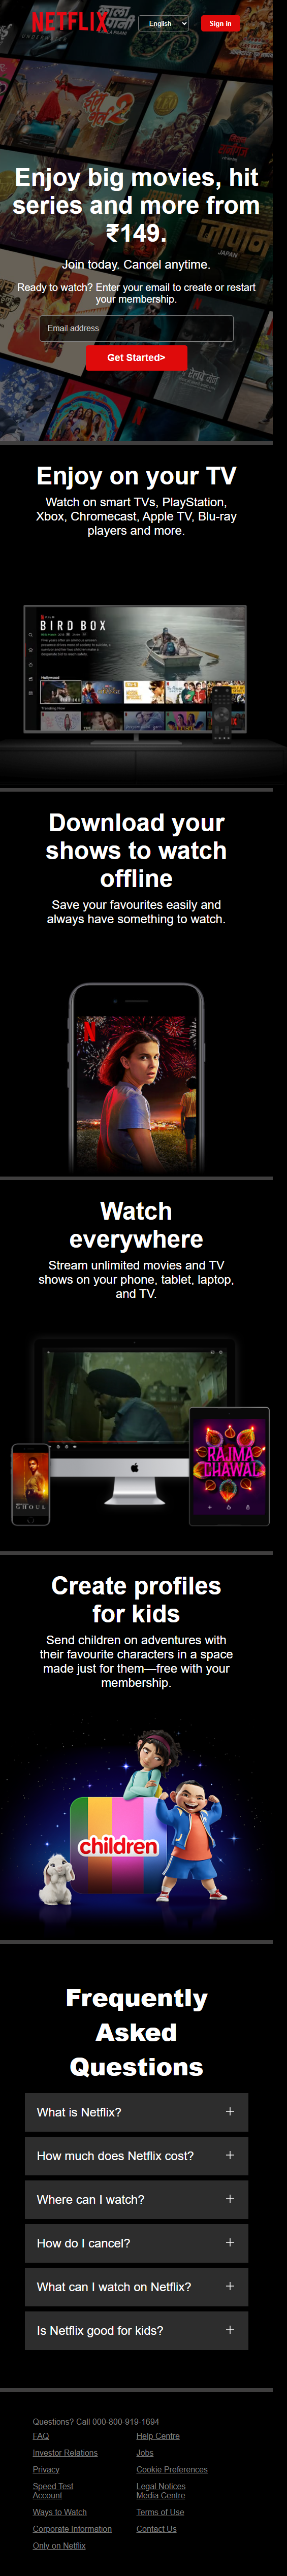 NETFLIX
English
Sign in
JAPAN
Enjoy big movies, hit
series and more from
₹149.
Join today. Cancel anytime.
Ready to watch? Enter your email to create or restart
your membership.
Email address
Get Started>
Enjoy on your TV
Watch on smart TVs, PlayStation,
Xbox, Chromecast, Apple TV, Blu-ray
players and more.
BIRD BOX
Download your
shows to watch
offline
Save your favourites easily and
always have something to watch.
N
Watch
everywhere
Stream unlimited movies and TV
shows on your phone, tablet, laptop,
and TV.
GHOUL
RAJMA
CHAWAL
Create profiles
for kids
Send children on adventures with
their favourite characters in a space
made just for them—free with your
membership.
children
Frequently
Asked
Questions
What is Netflix? +
How much does Netflix cost? +
Where can I watch? +
How do I cancel? +
What can I watch on Netflix? +
Is Netflix good for kids? +
Questions? Call 000-800-919-1694
FAQ Help Centre
Investor Relations Jobs
Privacy Cookie Preferences
Speed Test Legal Notices
Account Media Centre
Ways to Watch Terms of Use
Corporate Information Contact Us
Only on Netflix